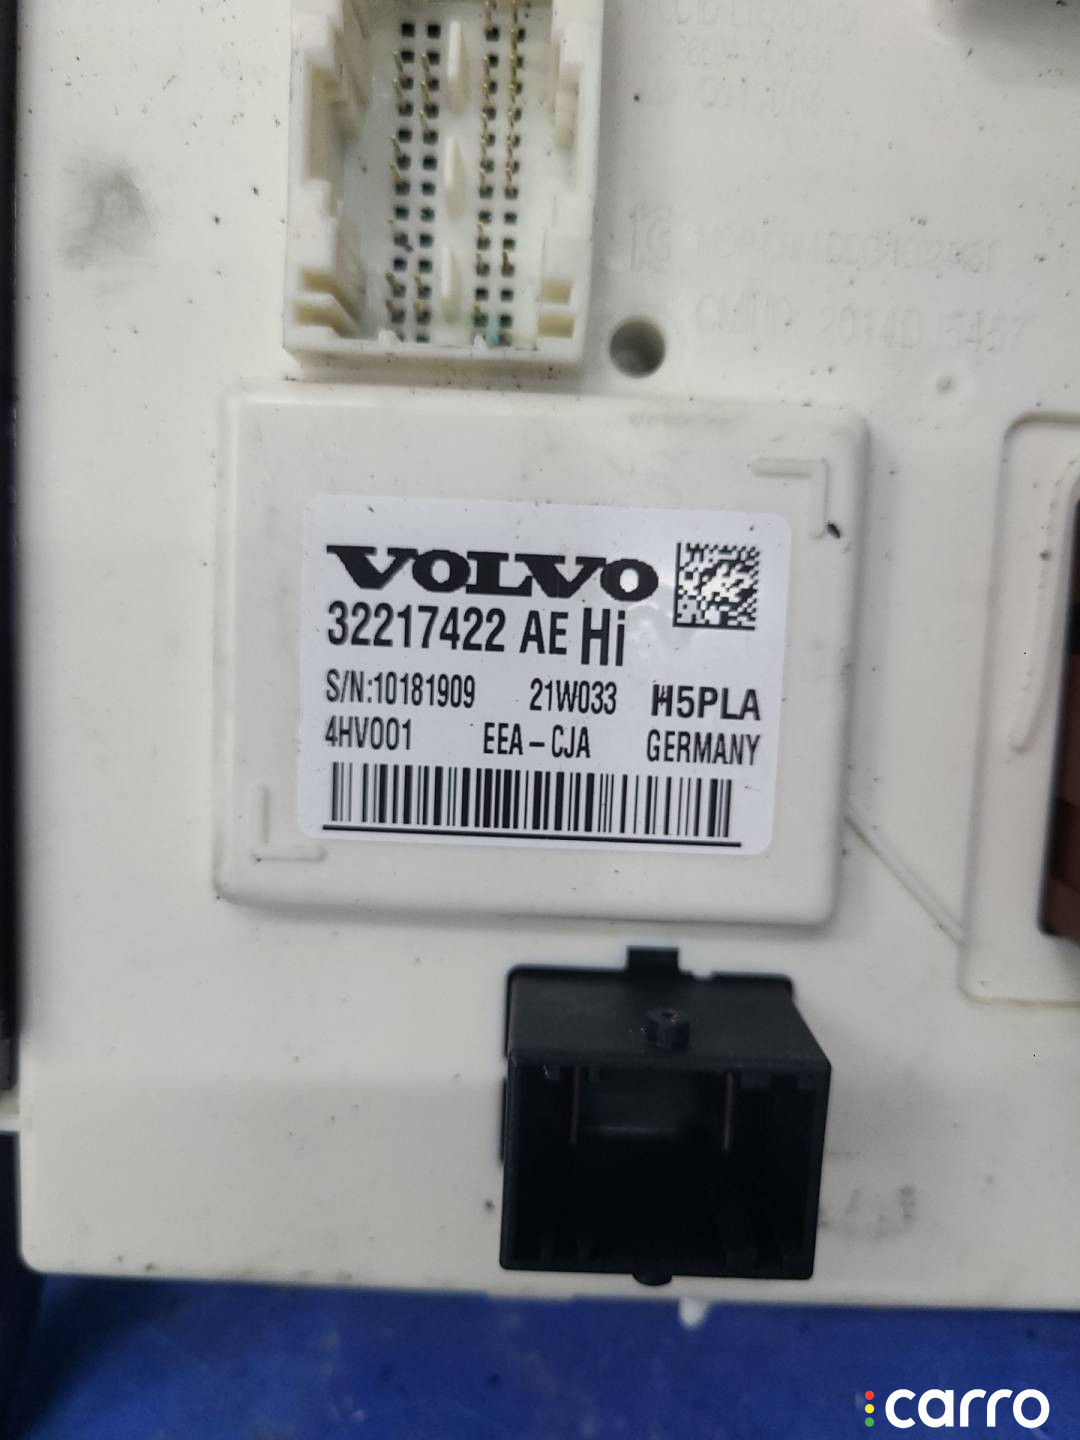 VOLVO
32217422 AE Hi
S/N:10181909 21W033 H5PLA
4HV001 EEA-CJA GERMANY
carro